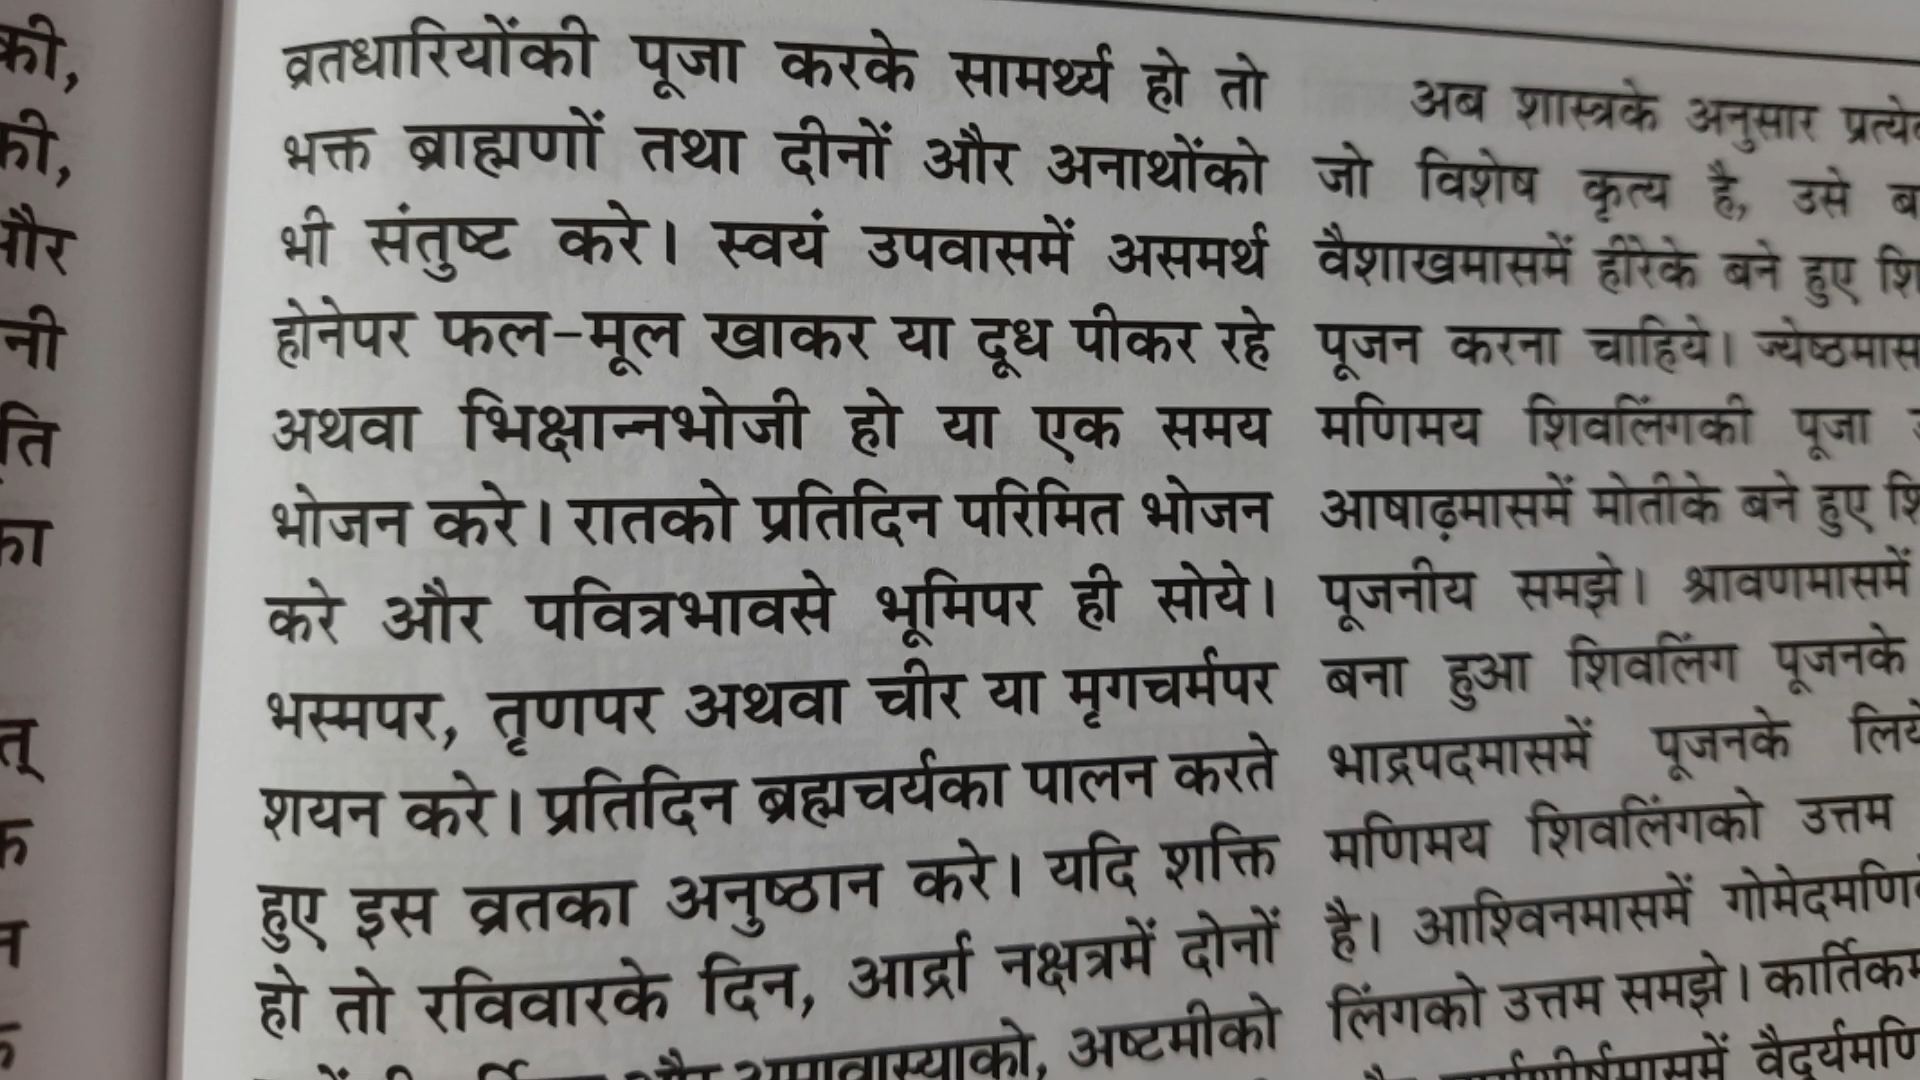 की,
की,
और
नी
ति
का
त्
क
न
व्रतधारियोंकी पूजा करके सामर्थ्य हो तो
भक्त ब्राह्मणों तथा दीनों और अनाथोंको
भी संतुष्ट करे। स्वयं उपवासमें असमर्थ
होनेपर फल-मूल खाकर या दूध पीकर रहे
अथवा भिक्षान्नभोजी हो या एक समय
भोजन करे। रातको प्रतिदिन परिमित भोजन
करे और पवित्रभावसे भूमिपर ही सोये।
भस्मपर, तृणपर अथवा चीर या मृगचर्मपर
शयन करे। प्रतिदिन ब्रह्मचर्यका पालन करते
हुए इस व्रतका अनुष्ठान करे। यदि शक्ति
हो तो रविवारके दिन, आर्द्रा नक्षत्रमें दोनों
और अमावास्याको, अष्टमीको
अब शास्त्रके अनुसार
जो विशेष कृत्य है, उसे
वैशाखमासमें हीरेके बने हुए
पूजन करना चाहिये। ज्येष्ठमास
मणिमय शिवलिंगकी पूजा
आषाढ़मासमें मोतीके बने हुए
पूजनीय समझे। श्रावणमासमें
बना हुआ शिवलिंग पूजनके
भाद्रपदमासमें पूजनके लिये
मणिमय शिवलिंगको उत्तम
है। आश्विनमासमें गोमेदमणि
लिंगको उत्तम समझे। कार्तिकम
वैदूर्यमणि